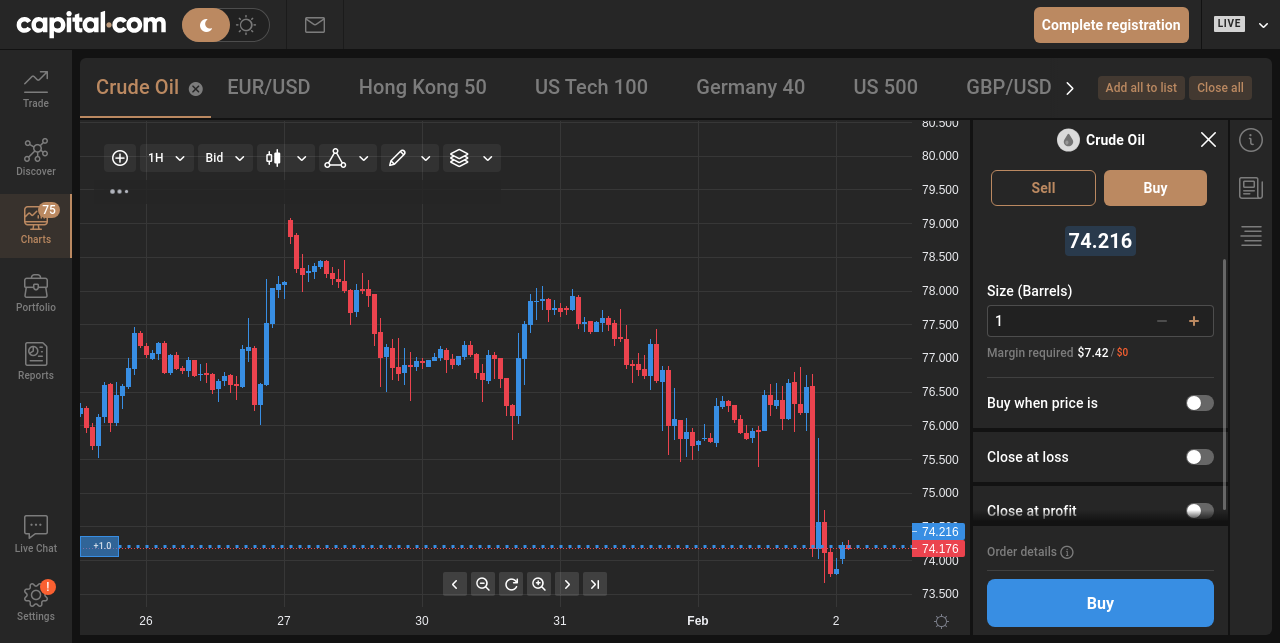 capital.com
Complete registration
LIVE
Trade
Discover
75
Charts
Portfolio
Reports
Live Chat
!
Settings
Crude Oil
EUR/USD
Hong Kong 50
US Tech 100
Germany 40
US 500
GBP/USD
Add all to list
Close all
1H
Bid
80.500
80.000
79.500
79.000
78.500
78.000
77.500
77.000
76.500
76.000
75.500
75.000
74.216
74.176
74.000
73.500
+1.0
26
27
30
31
Feb
2
Crude Oil
Sell
Buy
74.216
Size (Barrels)
1
Margin required $7.42 / $0
Buy when price is
Close at loss
Close at profit
Order details
Buy